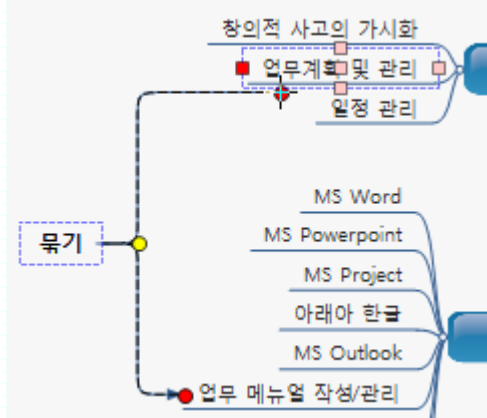 창의적 사고의 가시화
업무계획 및 관리
일정 관리
묶기
MS Word
MS Powerpoint
MS Project
아래아 한글
MS Outlook
업무 메뉴얼 작성/관리